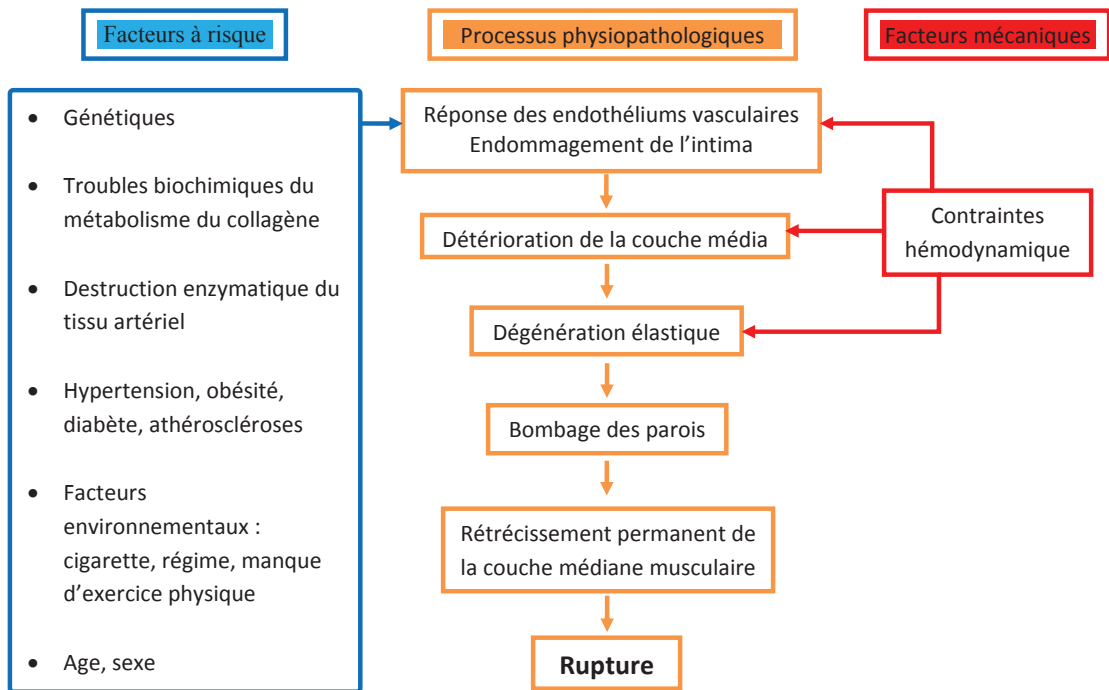 Facteurs à risque
Processus physiopathologiques
Facteurs mécaniques
• Génétiques
• Troubles biochimiques du
métabolisme du collagène
• Destruction enzymatique du
tissu artériel
• Hypertension, obésité,
diabète, athéroscléroses
• Facteurs
environnementaux :
cigarette, régime, manque
d’exercice physique
• Age, sexe
Réponse des endothéliums vasculaires
Endommagement de l’intima
Détérioration de la couche média
Dégénération élastique
Bombage des parois
Rétrécissement permanent de
la couche médiane musculaire
Rupture
Contraintes
hémodynamique